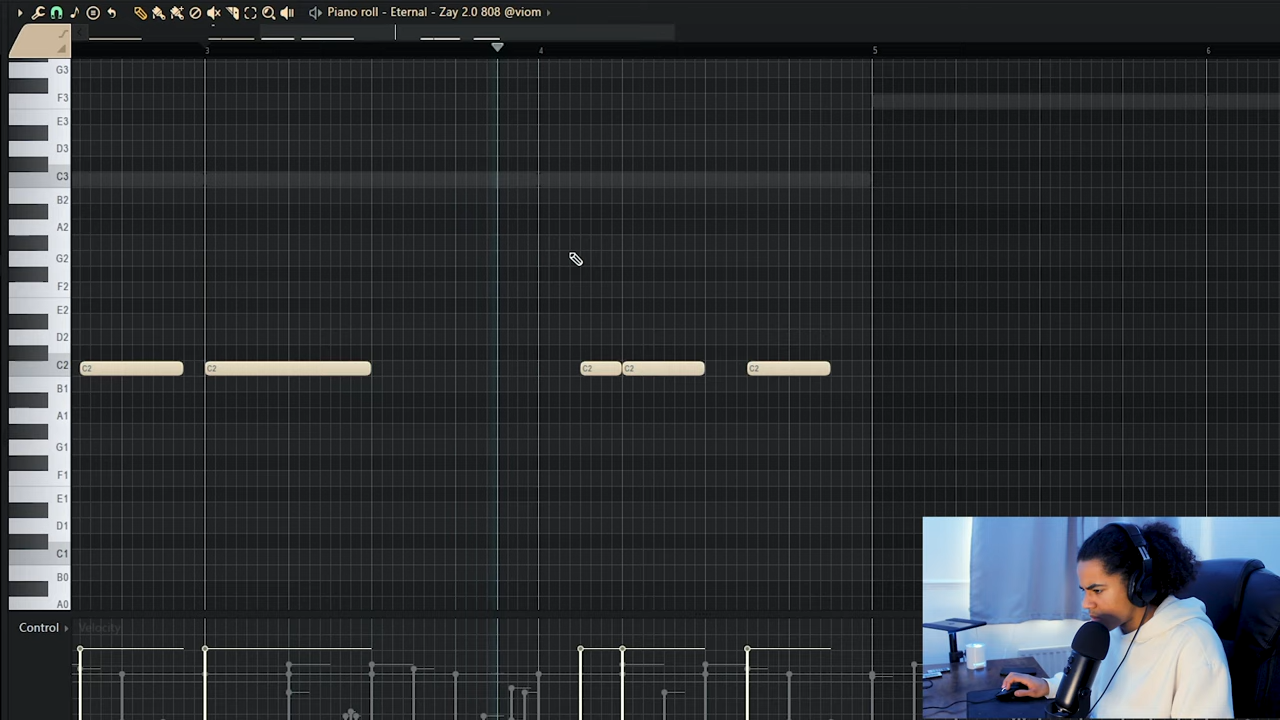 Piano roll - Eternal - Zay 2.0 808 @viom
3 4 5 6
G3
F3
E3
D3
C3
B2
A2
G2
F2
E2
D2
C2
C2 C2 C2 C2 C2
B1
A1
G1
F1
E1
D1
C1
B0
A0
Control Velocity